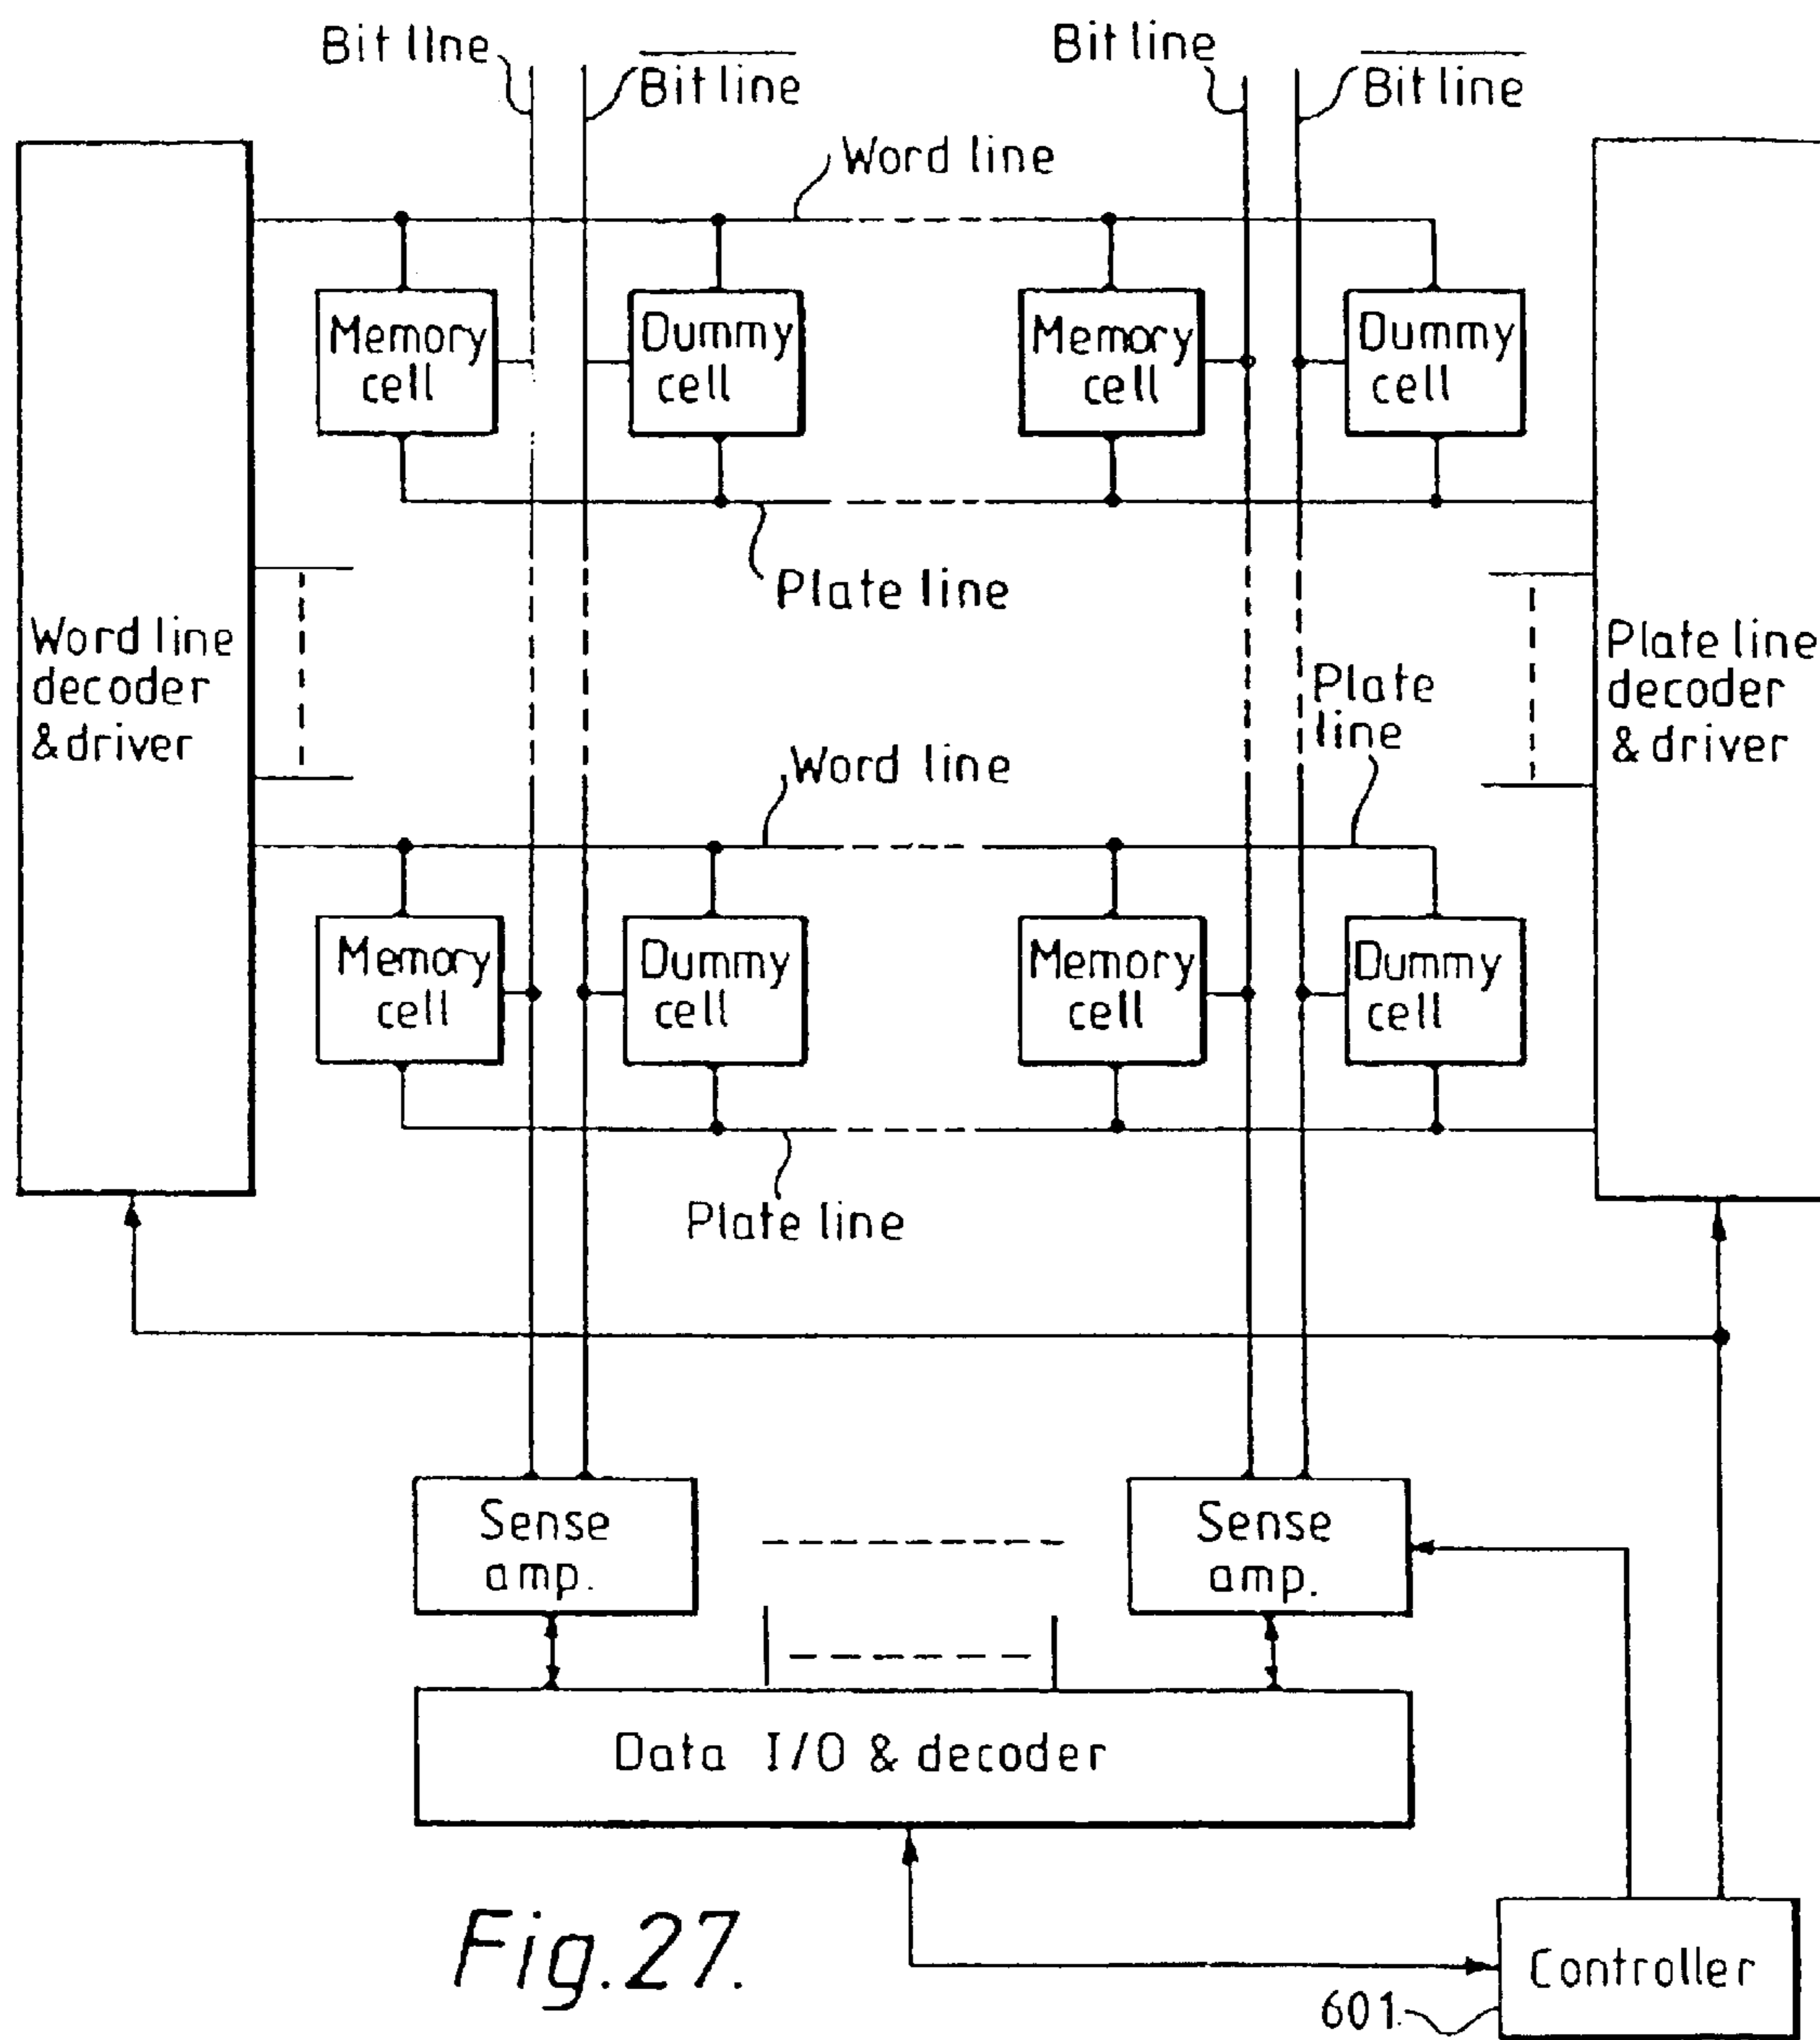 Bit line
Bit line
Bit line
Bit line
Word line
Memory
cell
Dummy
cell
Memory
cell
Dummy
cell
Plate line
Word line
decoder
& driver
Plate
line
Plate line
decoder
& driver
Word line
Memory
cell
Dummy
cell
Memory
cell
Dummy
cell
Plate line
Sense
amp.
Sense
amp.
Data I/O & decoder
Fig.27.
Controller
601